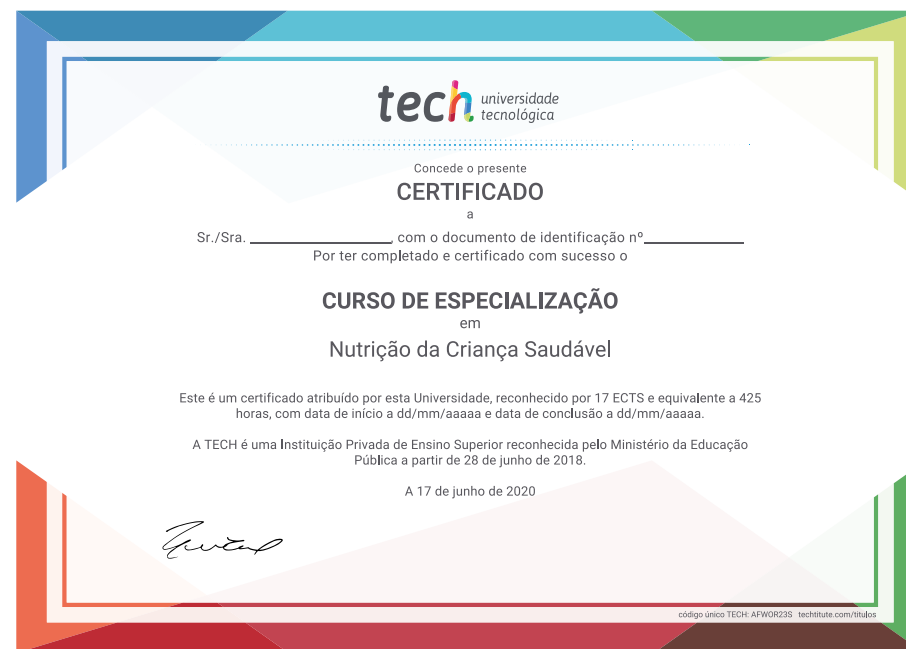 tech universidade
tecnológica
Concede o presente
CERTIFICADO
a
Sr./Sra. , com o documento de identificação nº
Por ter completado e certificado com sucesso o
CURSO DE ESPECIALIZAÇÃO
em
Nutrição da Criança Saudável
Este é um certificado atribuído por esta Universidade, reconhecido por 17 ECTS e equivalente a 425
horas, com data de início a dd/mm/aaaaa e data de conclusão a dd/mm/aaaaa.
A TECH é uma Instituição Privada de Ensino Superior reconhecida pelo Ministério da Educação
Pública a partir de 28 de junho de 2018.
A 17 de junho de 2020
código único TECH: AFWOR23S techtitute.com/titulos